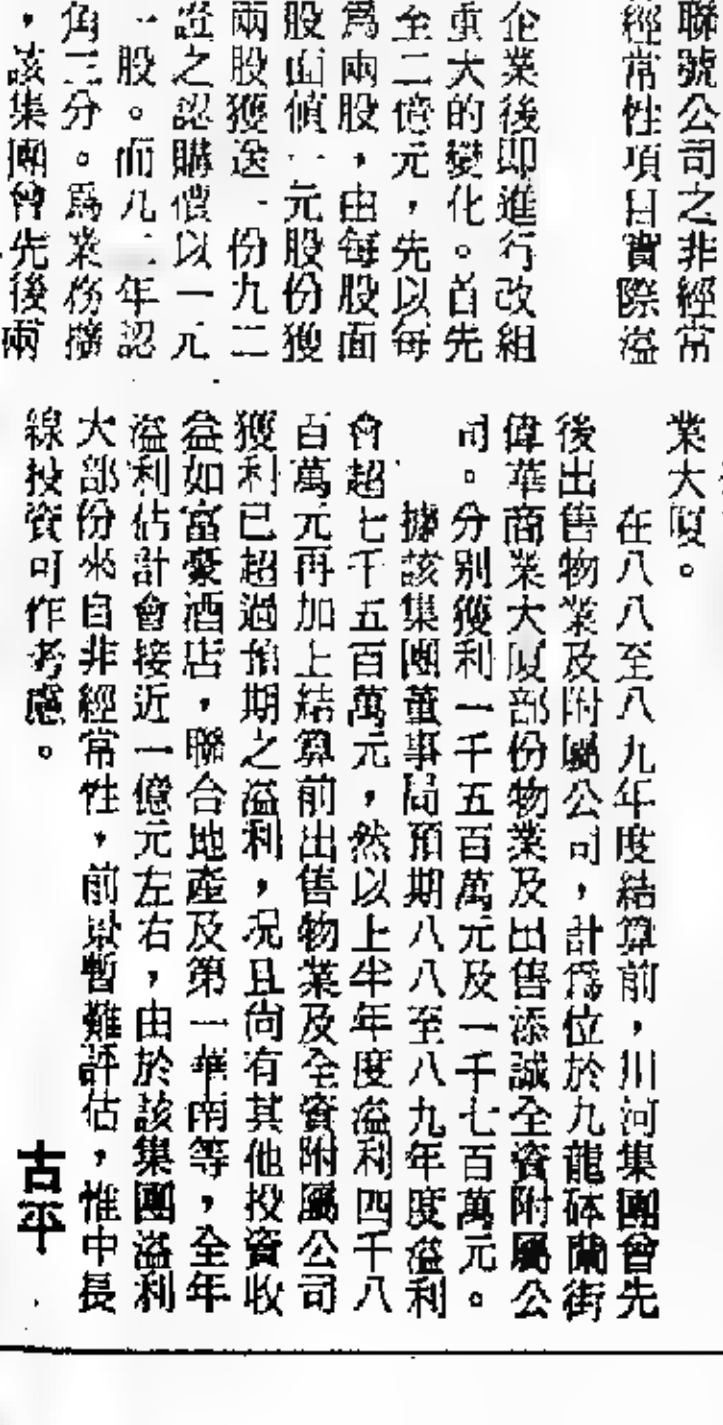 聯號公司之非經常
經常性項目實際溢
企業後即進行改組
重大的變化。首先
至二億元，先以每
爲兩股，由每股面
股面值一元股份獲
兩股獲送一份九二
證之認購價以一元
一股。而九二年認
角三分。爲業務擴
，該集團曾先後兩
業大廈。
在八八至八九年度結算前，川河集團曾先
後出售物業及附屬公司，計爲位於九龍砵蘭街
偉華商業大廈部份物業及出售添誠全資附屬公
司。分别獲利一千五百萬元及一千七百萬元。
據該集團董事局預期八八至八九年度溢利
會超七千五百萬元，然以上半年度溢利四千八
百萬元再加上結算前出售物業及全資附屬公司
獲利已超過預期之溢利，况且尚有其他投資收
益如富豪酒店，聯合地產及第一華南等，全年
溢利估計會接近一億元左右，由於該集團溢利
大部份來自非經常性，前景暫難評估，惟中長
線投資可作考慮。
古平